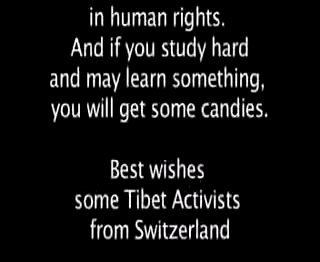 in human rights.
And if you study hard
and may learn something,
you will get some candies.
Best wishes
some Tibet Activists
from Switzerland